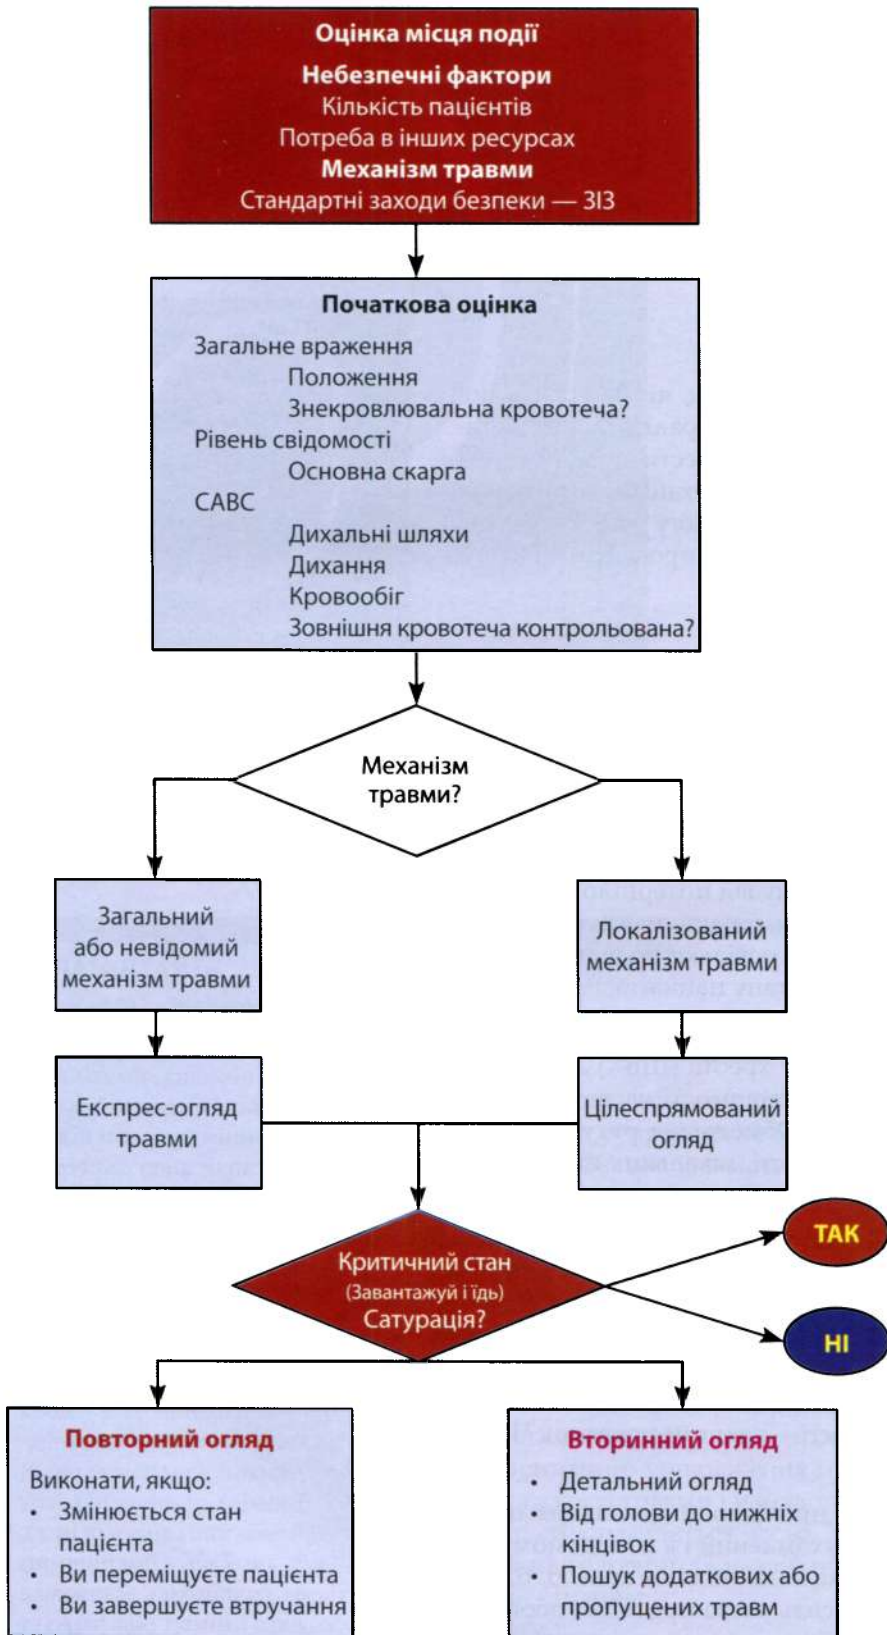 Оцінка місця події
Небезпечні фактори
Кількість пацієнтів
Потреба в інших ресурсах
Механізм травми
Стандартні заходи безпеки — ЗІЗ
Початкова оцінка
Загальне враження
Положення
Знекровлювальна кровотеча?
Рівень свідомості
Основна скарга
САВС
Дихальні шляхи
Дихання
Кровообіг
Зовнішня кровотеча контрольована?
Механізм
травми?
Загальний
або невідомий
механізм травми
Локалізований
механізм травми
Експрес-огляд
травми
Цілеспрямований
огляд
Критичний стан
(Завантажуй і їдь)
Сатурація?
ТАК
НІ
Повторний огляд
Виконати, якщо:
• Змінюється стан
пацієнта
• Ви переміщуєте пацієнта
• Ви завершуєте втручання
Вторинний огляд
• Детальний огляд
• Від голови до нижніх
кінцівок
• Пошук додаткових або
пропущених травм